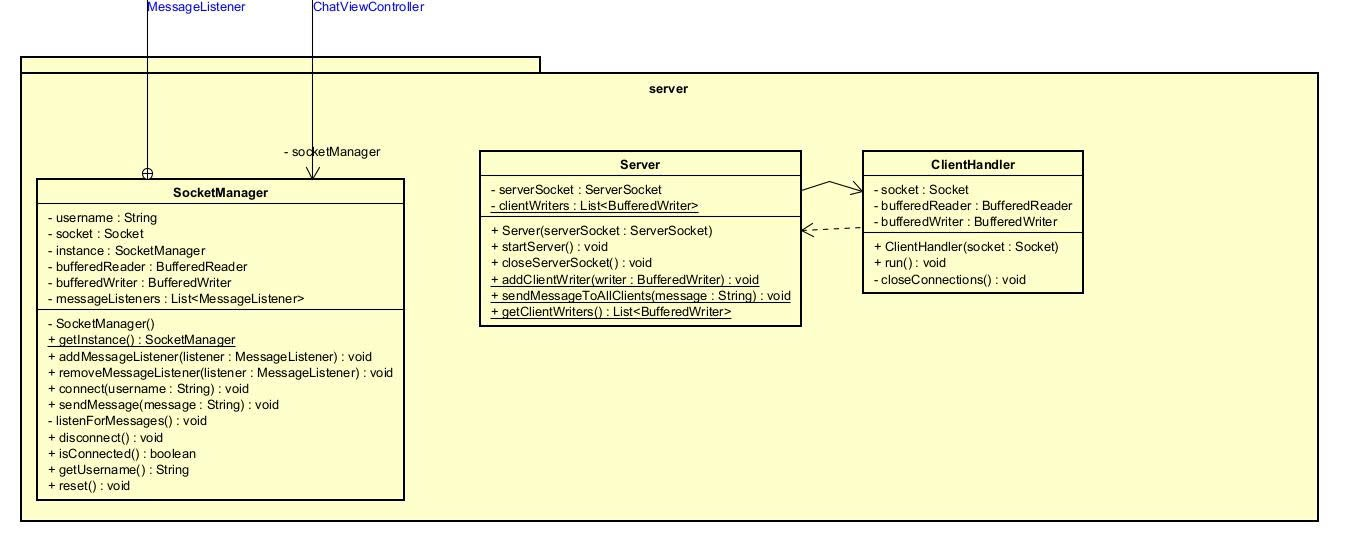 MessageListener
ChatViewController
server
- socketManager
SocketManager
- username : String
- socket : Socket
- instance : SocketManager
- bufferedReader : BufferedReader
- bufferedWriter : BufferedWriter
- messageListeners : List<MessageListener>
- SocketManager()
+ getInstance() : SocketManager
+ addMessageListener(listener : MessageListener) : void
+ removeMessageListener(listener : MessageListener) : void
+ connect(username : String) : void
+ sendMessage(message : String) : void
- listenForMessages() : void
+ disconnect() : void
+ isConnected() : boolean
+ getUsername() : String
+ reset() : void
Server
- serverSocket : ServerSocket
- clientWriters : List<BufferedWriter>
+ Server(serverSocket : ServerSocket)
+ startServer() : void
+ closeServerSocket() : void
+ addClientWriter(writer : BufferedWriter) : void
+ sendMessageToAllClients(message : String) : void
+ getClientWriters() : List<BufferedWriter>
ClientHandler
- socket : Socket
- bufferedReader : BufferedReader
- bufferedWriter : BufferedWriter
+ ClientHandler(socket : Socket)
+ run() : void
- closeConnections() : void